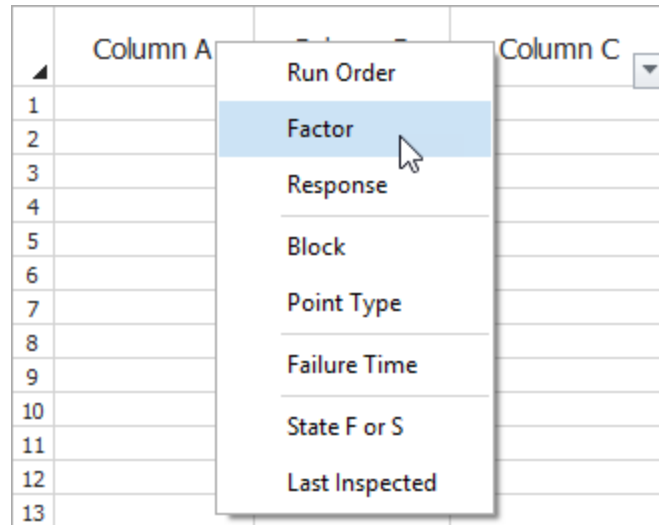 Column A
Column C
Run Order
Factor
Response
Block
Point Type
Failure Time
State F or S
Last Inspected
1
2
3
4
5
6
7
8
9
10
11
12
13